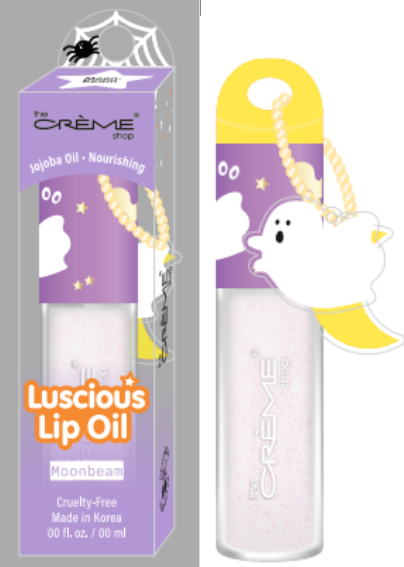 the
CRÈME®
shop
Jojoba Oil • Nourishing
Luscious
Lip Oil
Moonbeam
Cruelty-Free
Made in Korea
00 fl. oz. / 00 ml
the
CRÈME®
shop